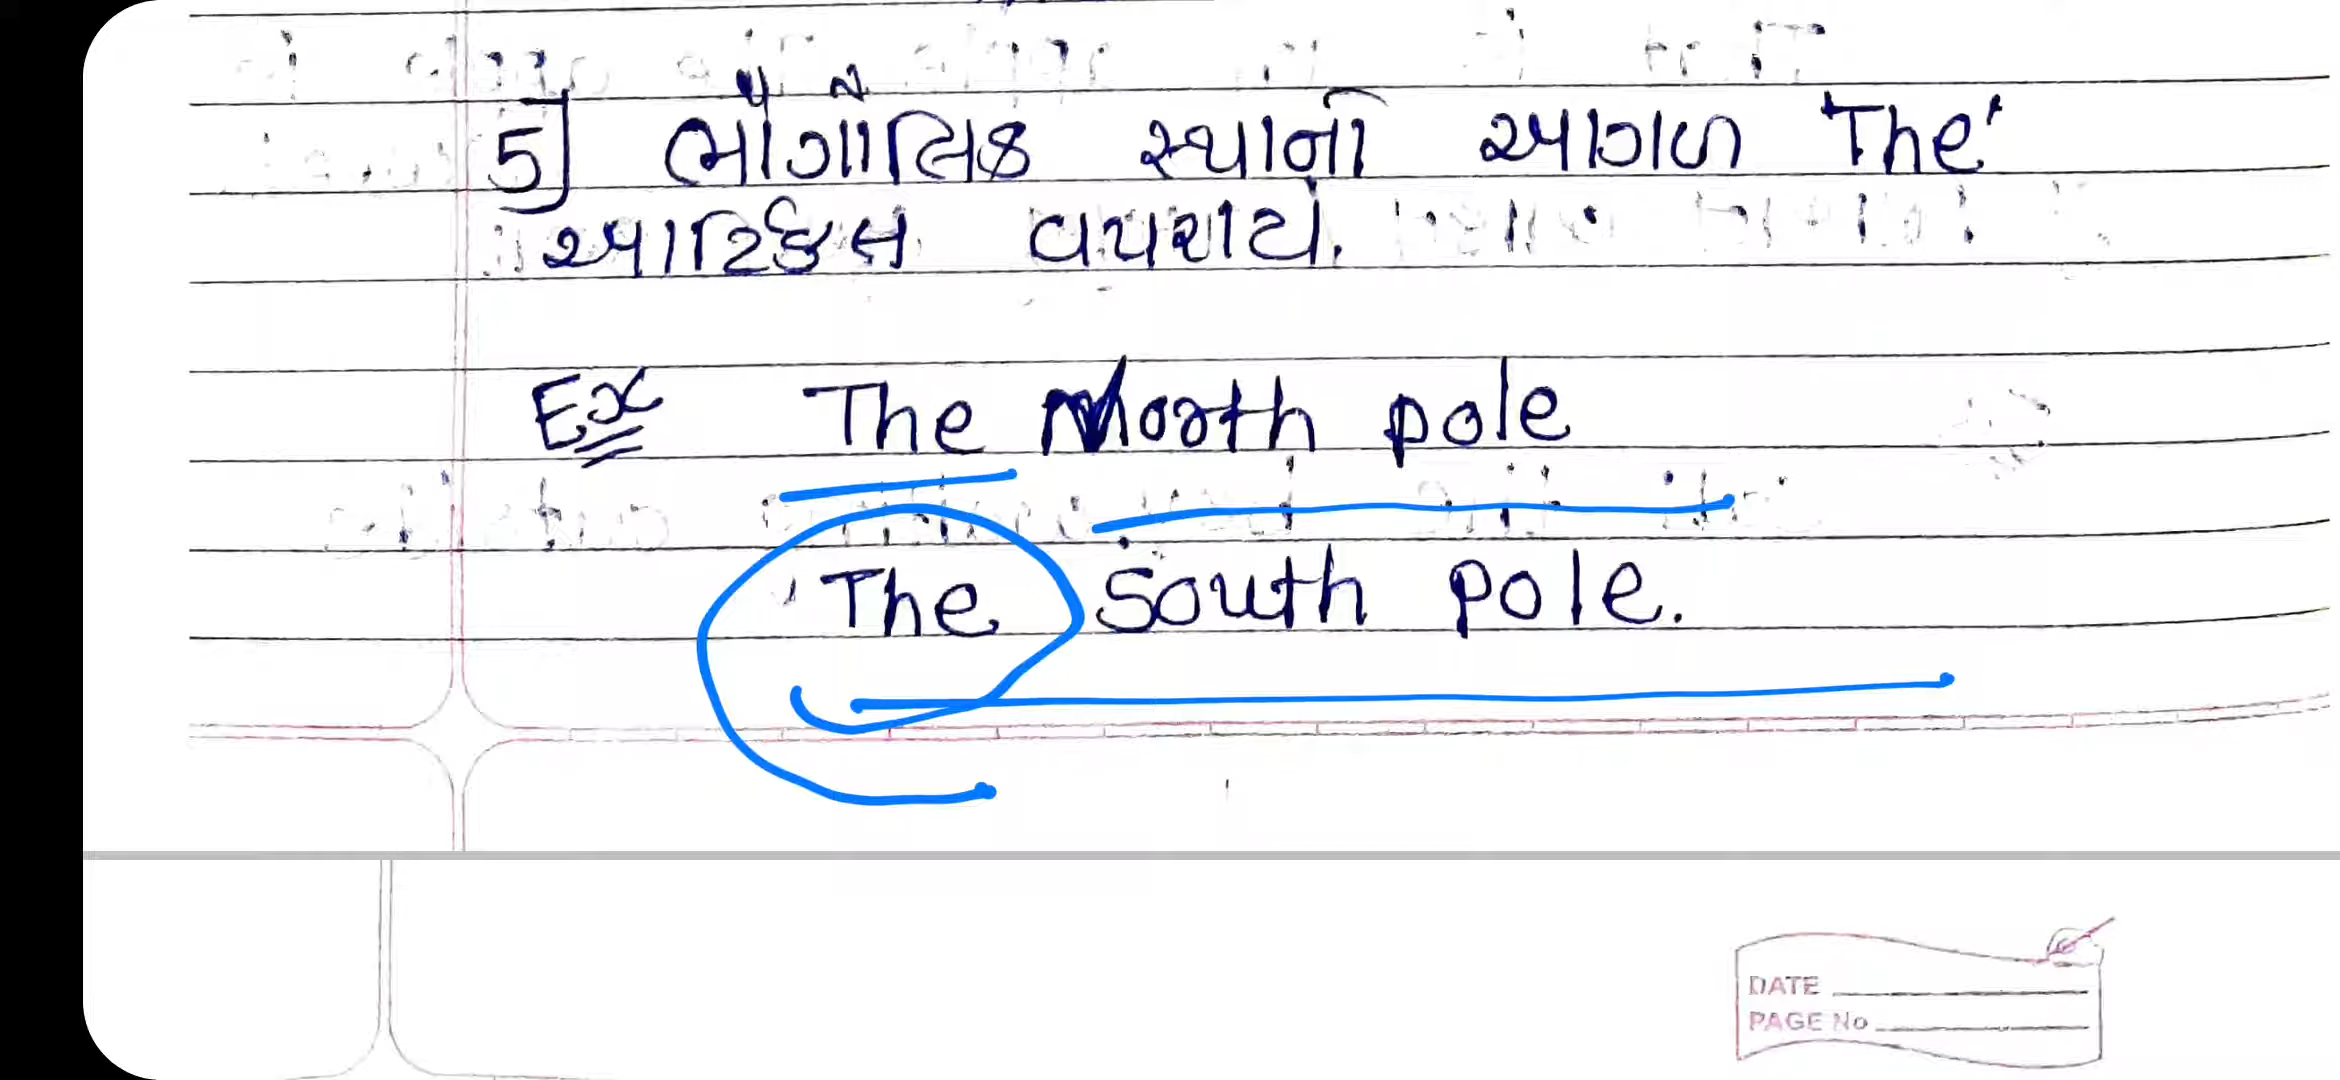 5] ભૌગોલિક સ્થાનો આગળ 'The'
આર્ટિકલ વપરાય.
Ex The North pole
The south pole.
DATE
PAGE No